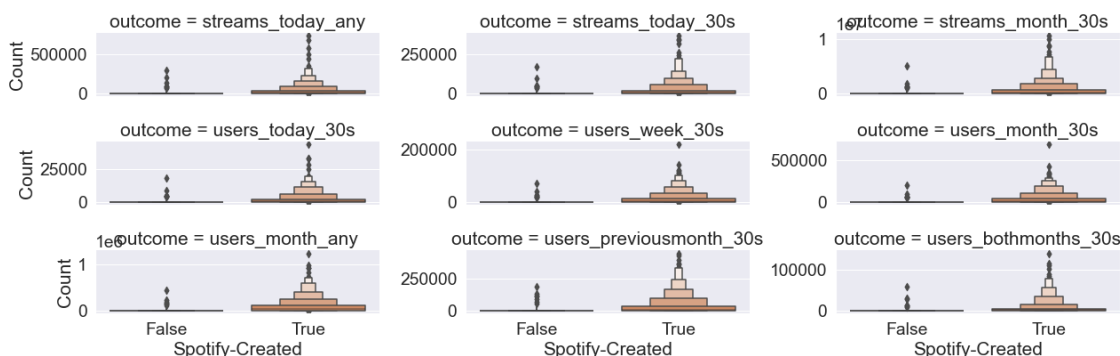 outcome = streams_today_any
outcome = streams_today_30s
outcome = streams_month_30s
1e7
Count
500000
0
250000
0
1
0
outcome = users_today_30s
outcome = users_week_30s
outcome = users_month_30s
Count
25000
0
200000
0
500000
0
1e6
outcome = users_month_any
outcome = users_previousmonth_30s
outcome = users_bothmonths_30s
Count
1
0
250000
0
100000
0
False True
False True
False True
Spotify-Created
Spotify-Created
Spotify-Created